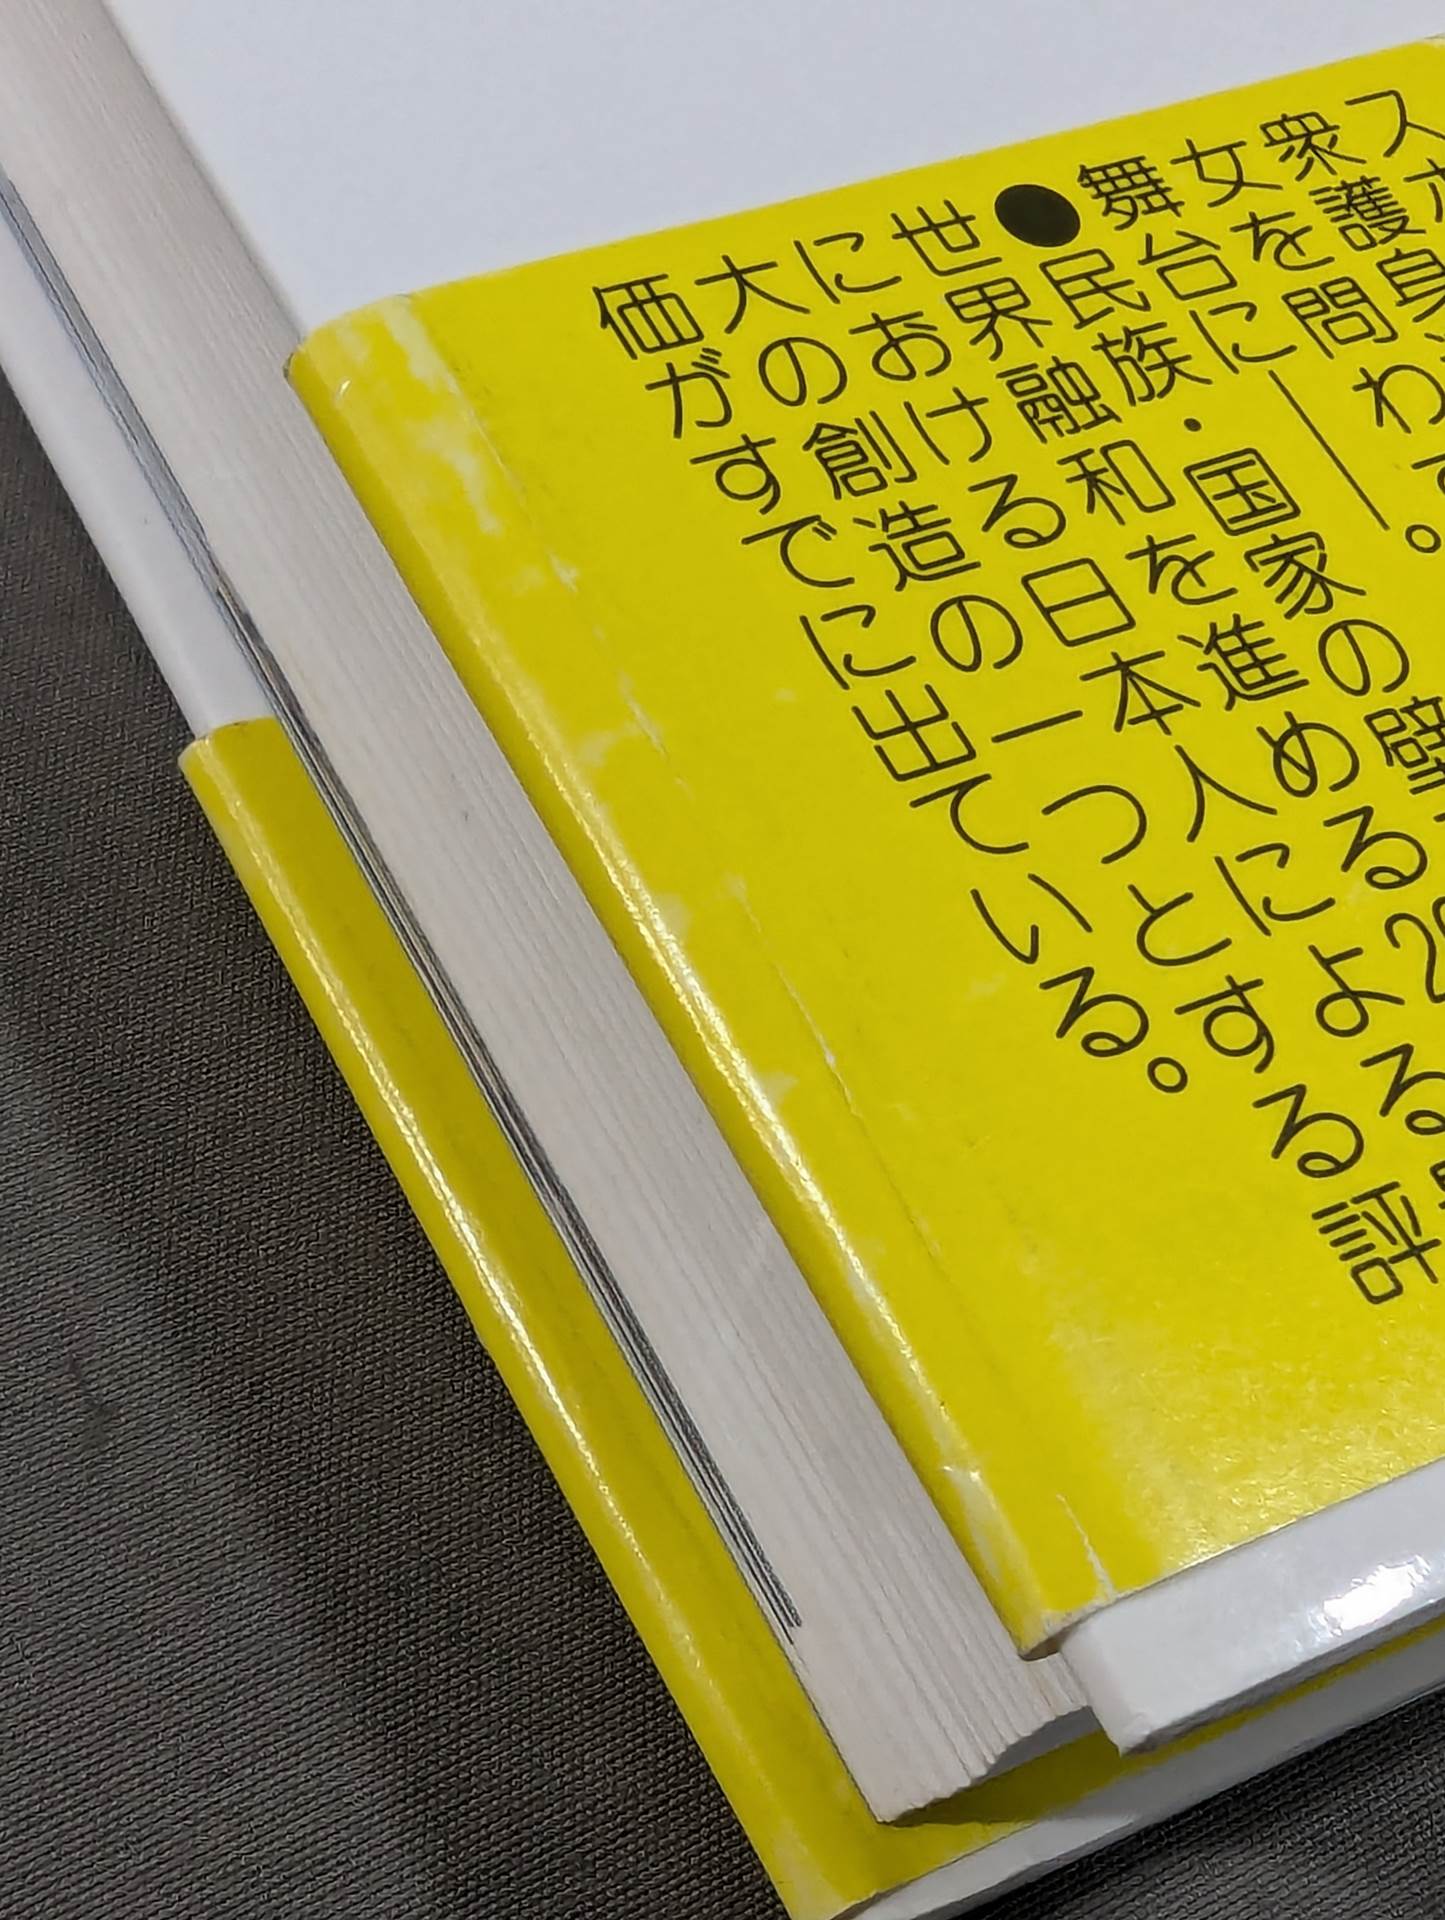 ス
衆護身
女を問わ
舞台に――。
●民族・国家の壁
世界融和を進める
における日本人による
大の創造の一つとする評
価がすでに出ている。